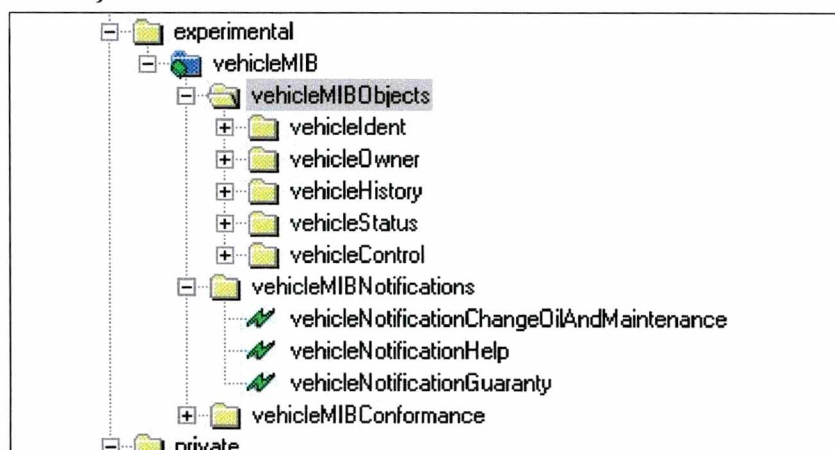 experimental
vehicleMIB
vehicleMIBObjects
vehicleIdent
vehicleOwner
vehicleHistory
vehicleStatus
vehicleControl
vehicleMIBNotifications
vehicleNotificationChangeOilAndMaintenance
vehicleNotificationHelp
vehicleNotificationGuaranty
vehicleMIBConformance
private